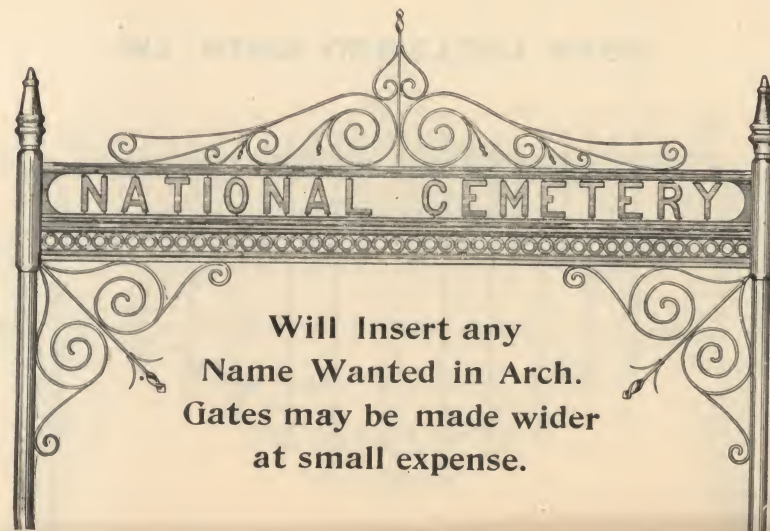 NATIONAL CEMETERY
Will Insert any
Name Wanted in Arch.
Gates may be made wider
at small expense.